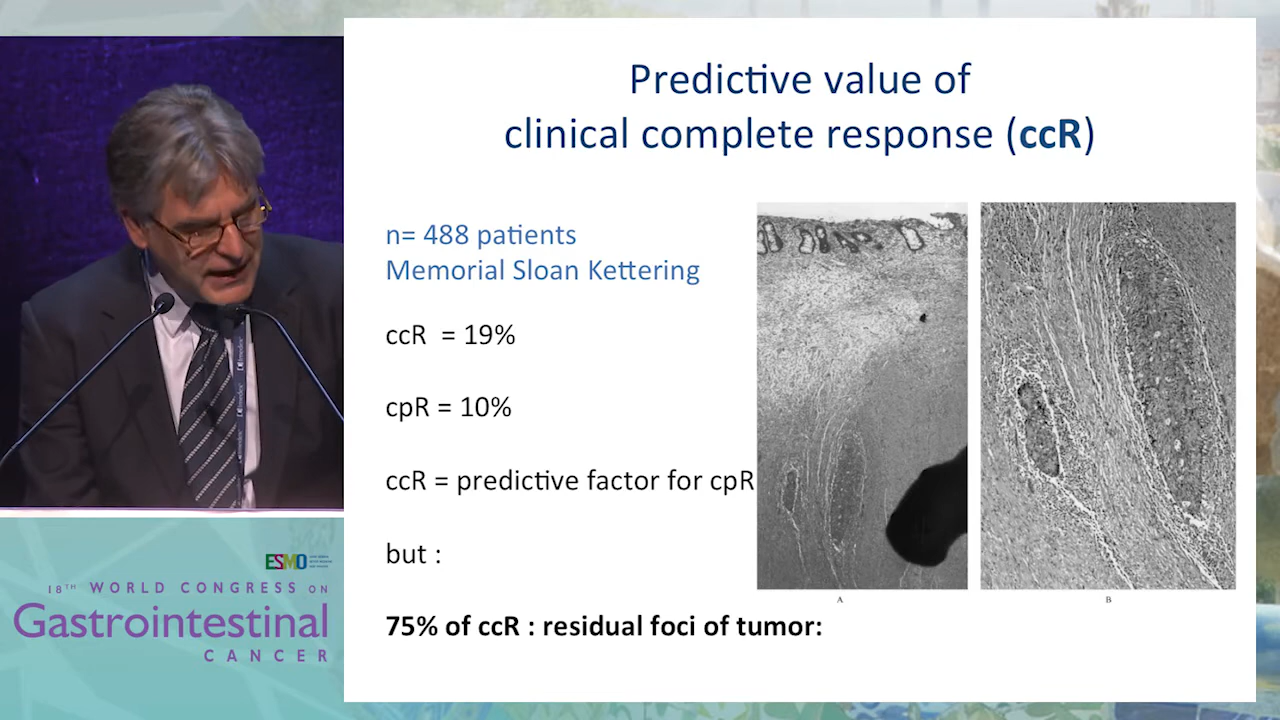 Predictive value of
clinical complete response (ccR)
n= 488 patients
Memorial Sloan Kettering
ccR = 19%
cpR = 10%
ccR = predictive factor for cpR
but :
75% of ccR : residual foci of tumor:
A
B
ESMO
18TH WORLD CONGRESS ON
Gastrointestinal
CANCER